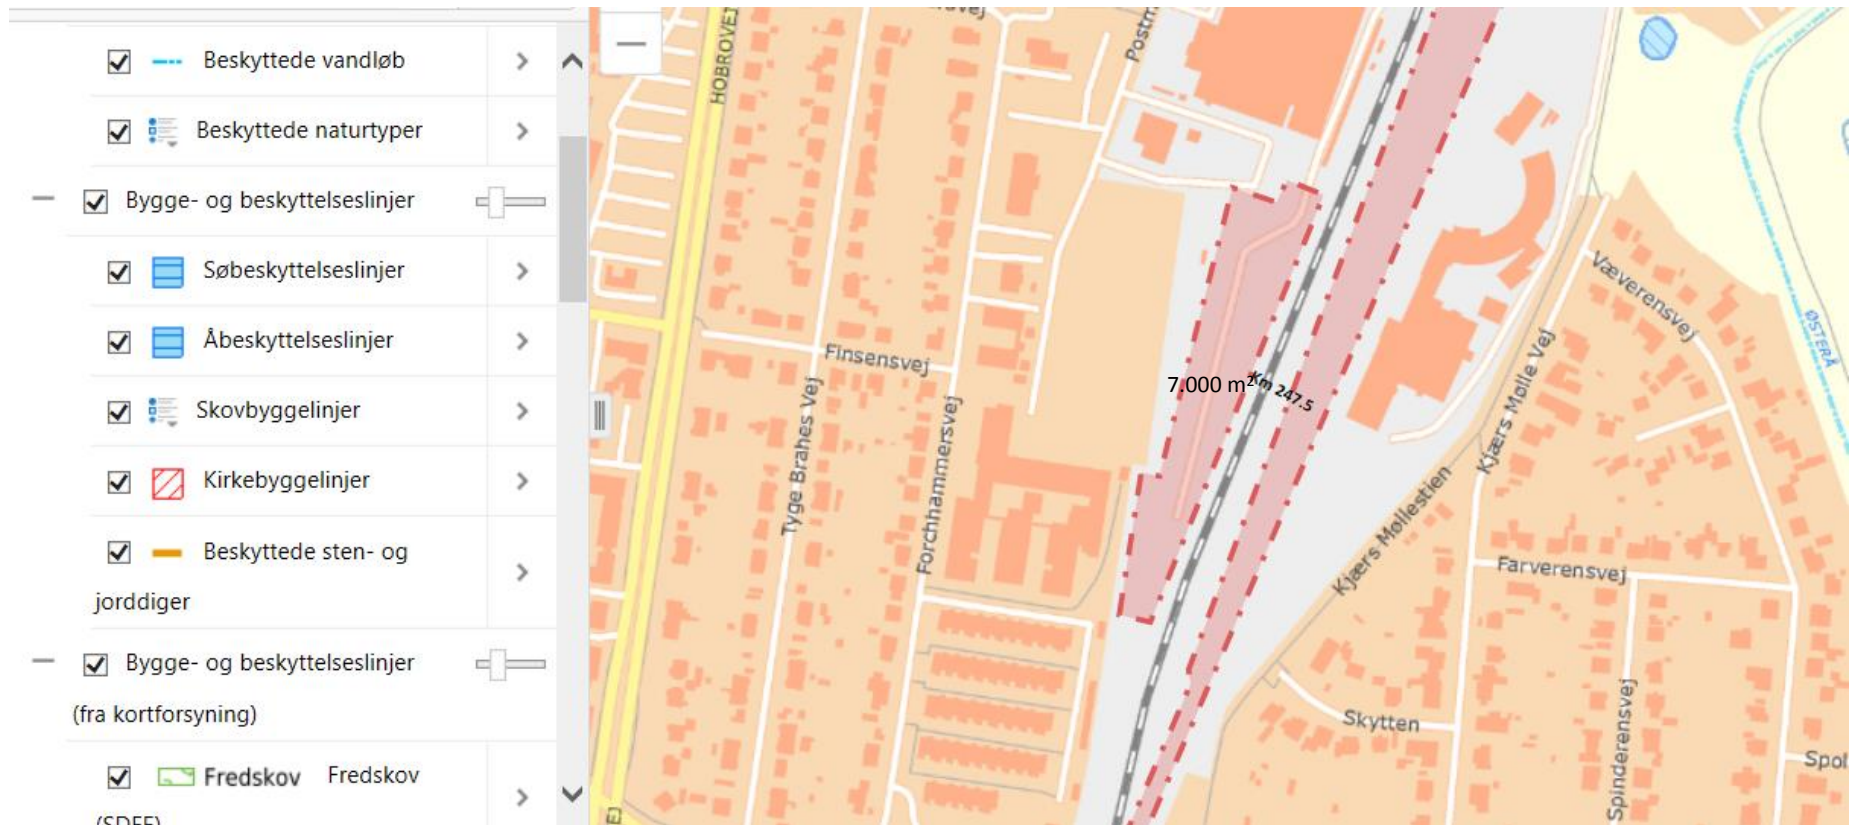 Beskyttede vandløb
Beskyttede naturtyper
Bygge- og beskyttelseslinjer
Søbeskyttelseslinjer
Åbeskyttelseslinjer
Skovbyggelinjer
Kirkebyggelinjer
Beskyttede sten- og
jorddiger
Bygge- og beskyttelseslinjer
(fra kortforsyning)
Fredskov Fredskov
HOBROVEJ
Finsensvej
Tyge Brahes Vej
Forchhammersvej
7.000 m²
Km 247.5
Kjærs Mølle Vej
Kjærs Møllestien
Væverensvej
ØSTERÅ
Farverensvej
Skytten
Spinderensvej
Spol